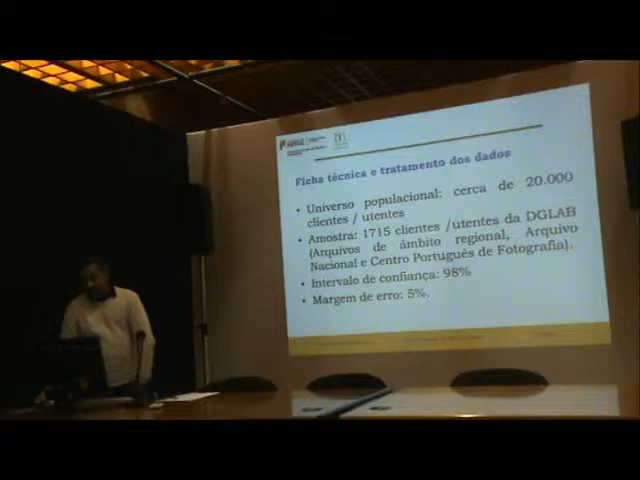 Ficha técnica e tratamento dos dados
• Universo populacional: cerca de 20.000
clientes / utentes
• Amostra: 1715 clientes /utentes da DGLAB
(Arquivos de âmbito regional, Arquivo
Nacional e Centro Português de Fotografia).
• Intervalo de confiança: 98%
• Margem de erro: 5%.